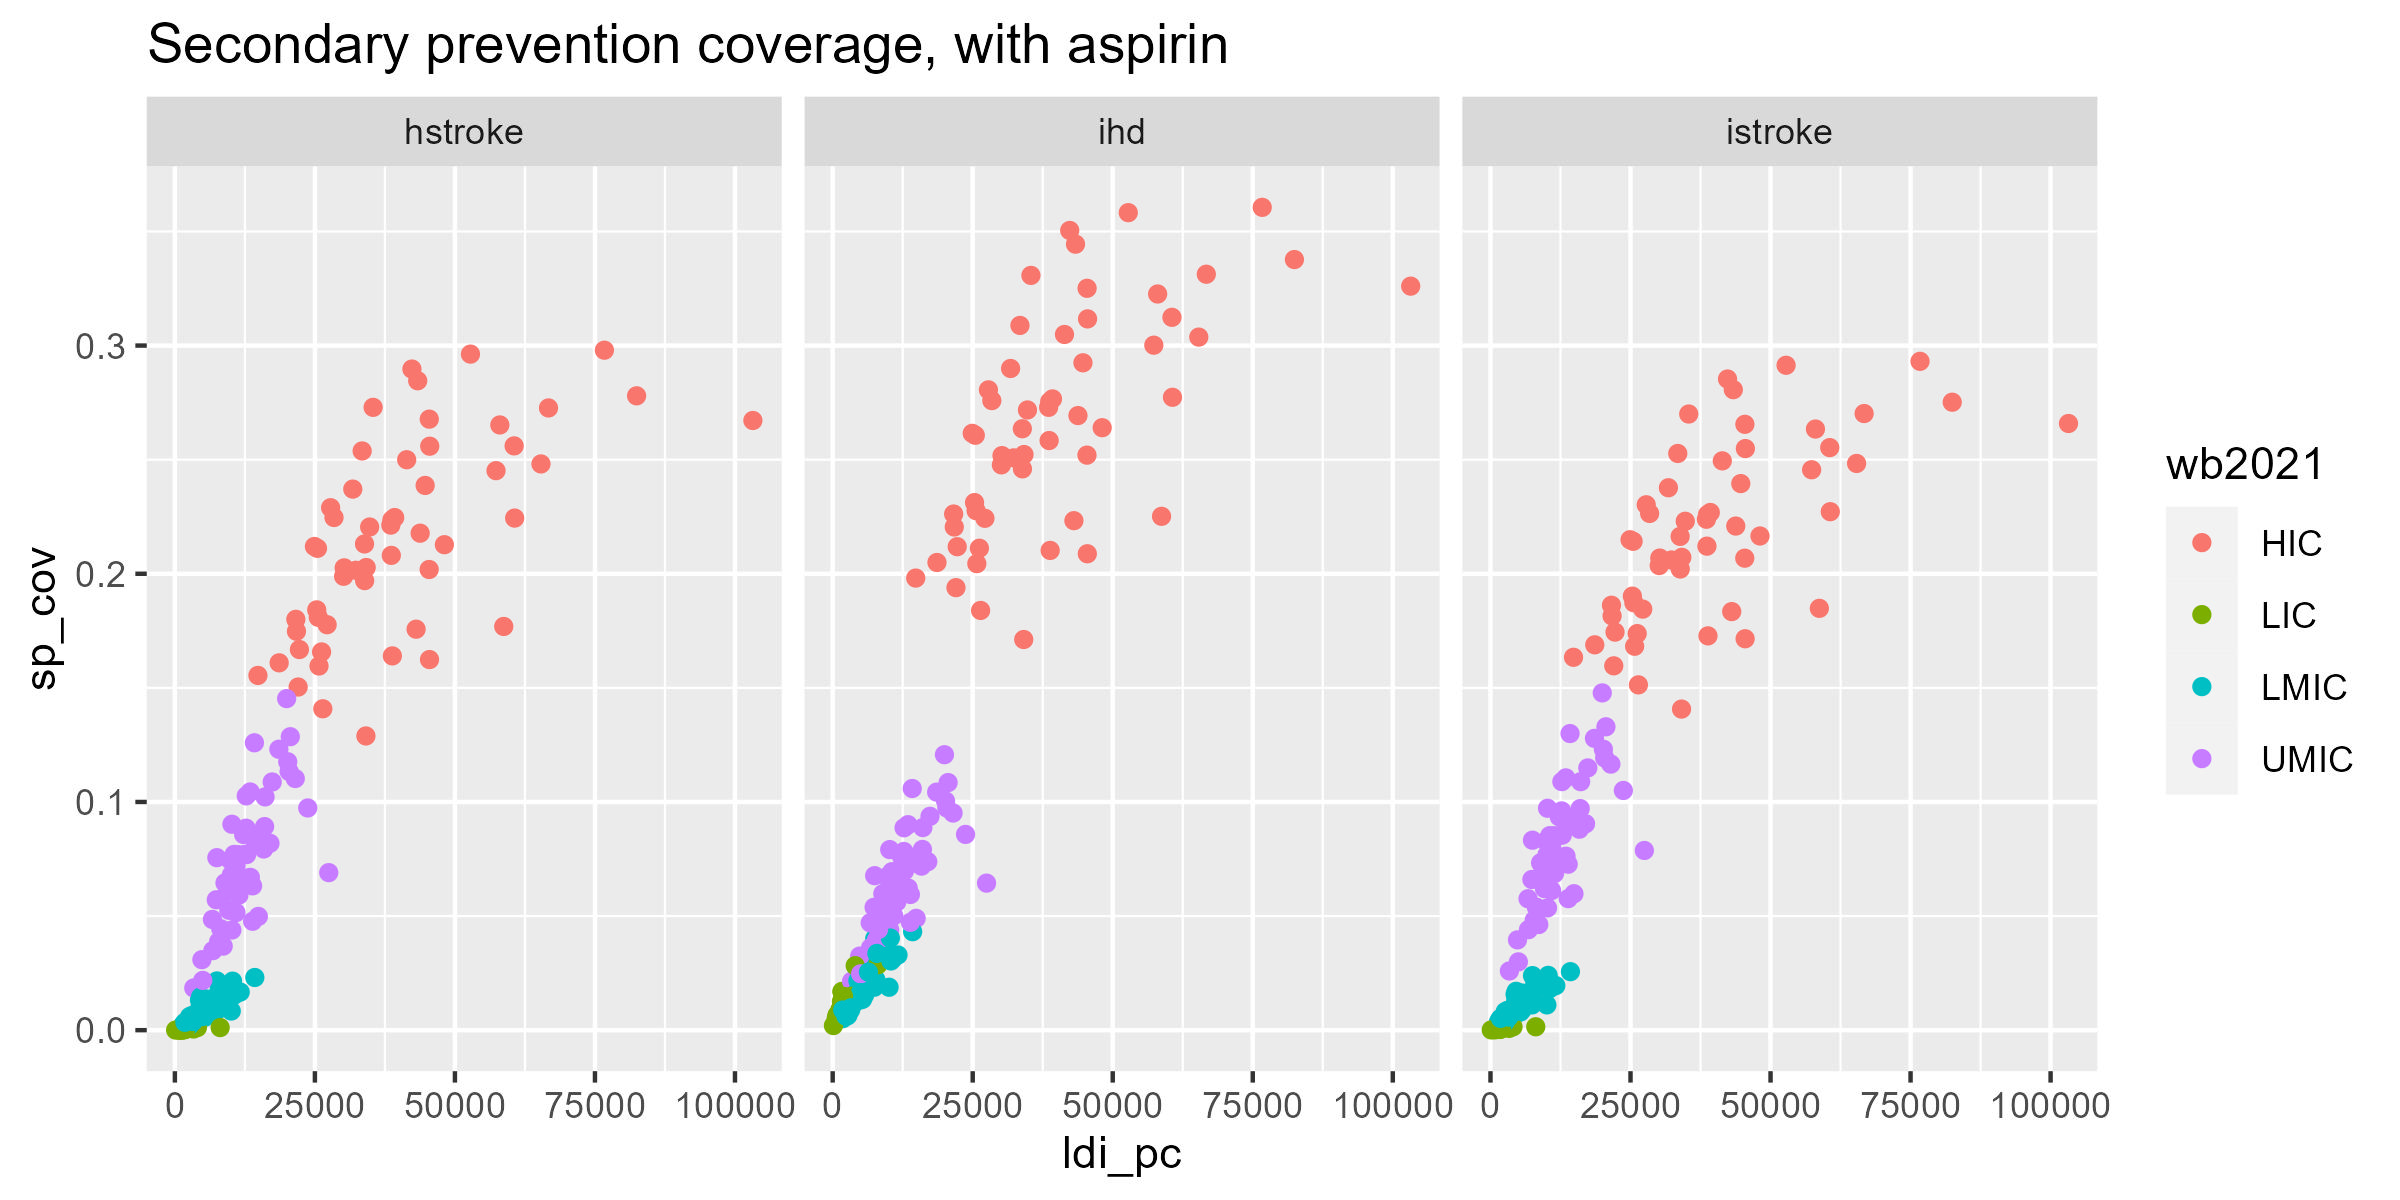 Secondary prevention coverage, with aspirin
hstroke
ihd
istroke
sp_cov
0.3
0.2
0.1
0.0
0 25000 50000 75000 100000
0 25000 50000 75000 100000
0 25000 50000 75000 100000
ldi_pc
wb2021
HIC
LIC
LMIC
UMIC